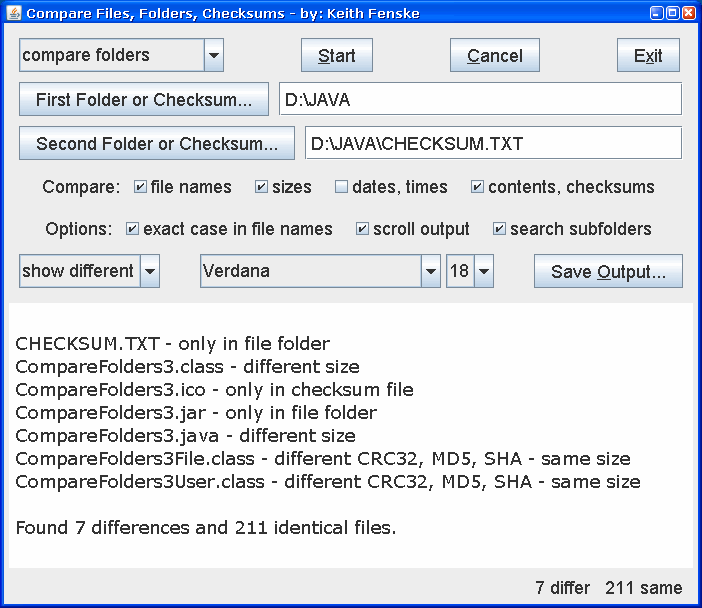 Compare Files, Folders, Checksums - by: Keith Fenske
compare folders Start Cancel Exit
First Folder or Checksum... D:\JAVA
Second Folder or Checksum... D:\JAVA\CHECKSUM.TXT
Compare: file names sizes dates, times contents, checksums
Options: exact case in file names scroll output search subfolders
show different Verdana 18 Save Output...
CHECKSUM.TXT - only in file folder
CompareFolders3.class - different size
CompareFolders3.ico - only in checksum file
CompareFolders3.jar - only in file folder
CompareFolders3.java - different size
CompareFolders3File.class - different CRC32, MD5, SHA - same size
CompareFolders3User.class - different CRC32, MD5, SHA - same size
Found 7 differences and 211 identical files.
7 differ 211 same